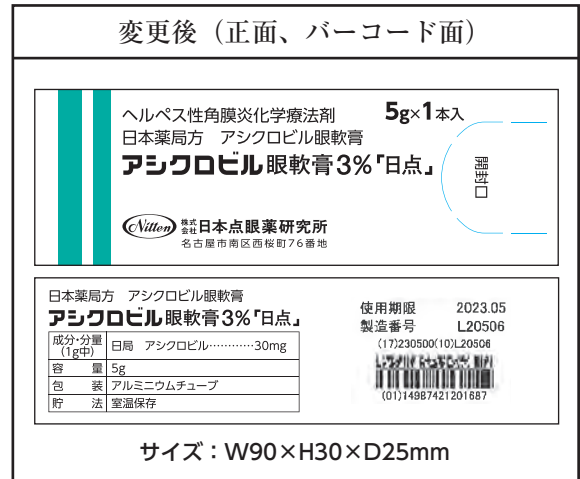 変更後（正面、バーコード面）
ヘルペス性角膜炎化学療法剤 5g×1本入
日本薬局方 アシクロビル眼軟膏
アシクロビル眼軟膏3%「日点」
開封口
Nitten 株式会社日本点眼薬研究所
名古屋市南区西桜町76番地
日本薬局方 アシクロビル眼軟膏
アシクロビル眼軟膏3%「日点」
成分・分量(1g中) 日局 アシクロビル…………30mg
容量 5g
包装 アルミニウムチューブ
貯法 室温保存
使用期限 2023.05
製造番号 L20506
(17)230500(10)L20506
(01)14987421201687
サイズ：W90×H30×D25mm